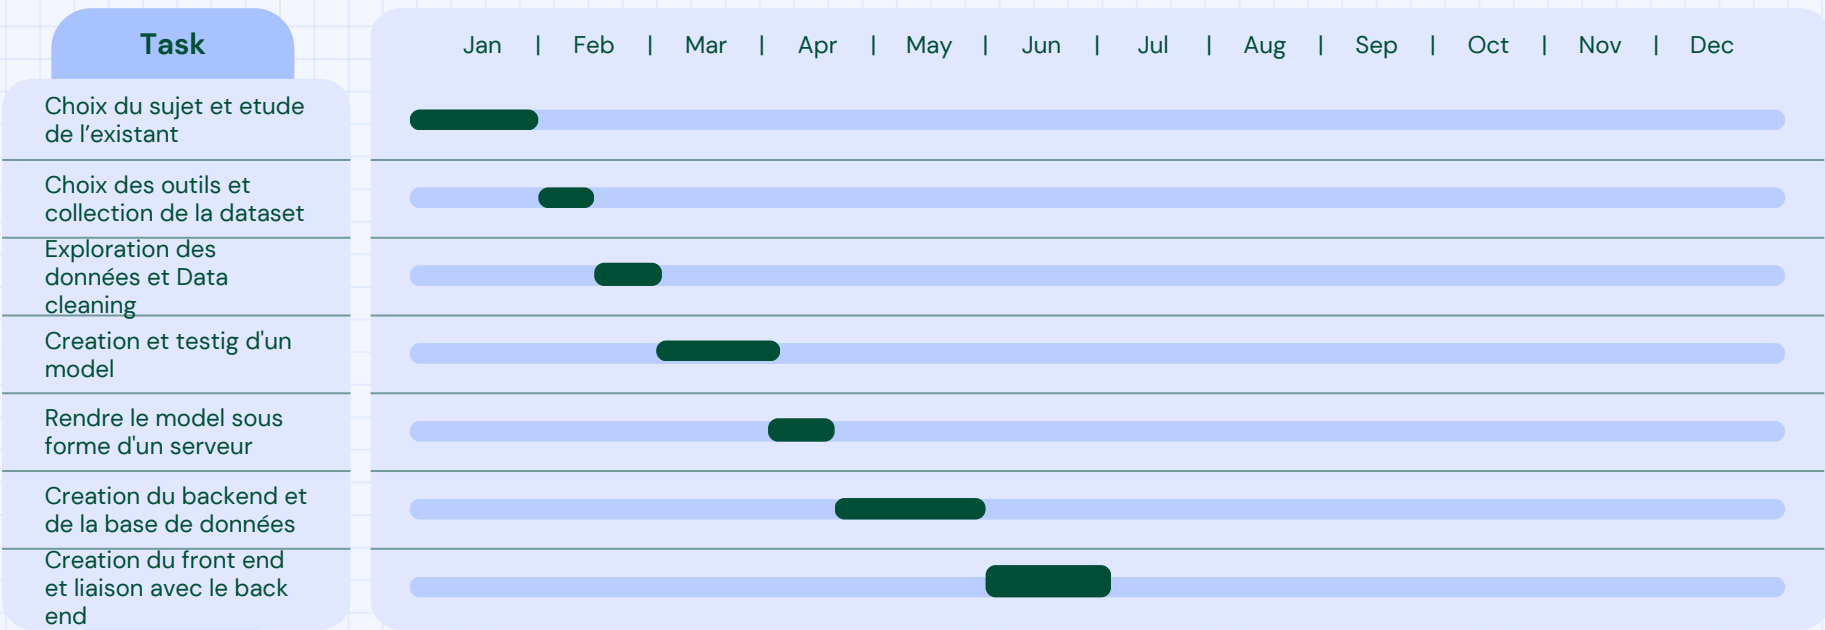 Task
Jan | Feb | Mar | Apr | May | Jun | Jul | Aug | Sep | Oct | Nov | Dec
Choix du sujet et etude
de l’existant
Choix des outils et
collection de la dataset
Exploration des
données et Data
cleaning
Creation et testig d'un
model
Rendre le model sous
forme d'un serveur
Creation du backend et
de la base de données
Creation du front end
et liaison avec le back
end